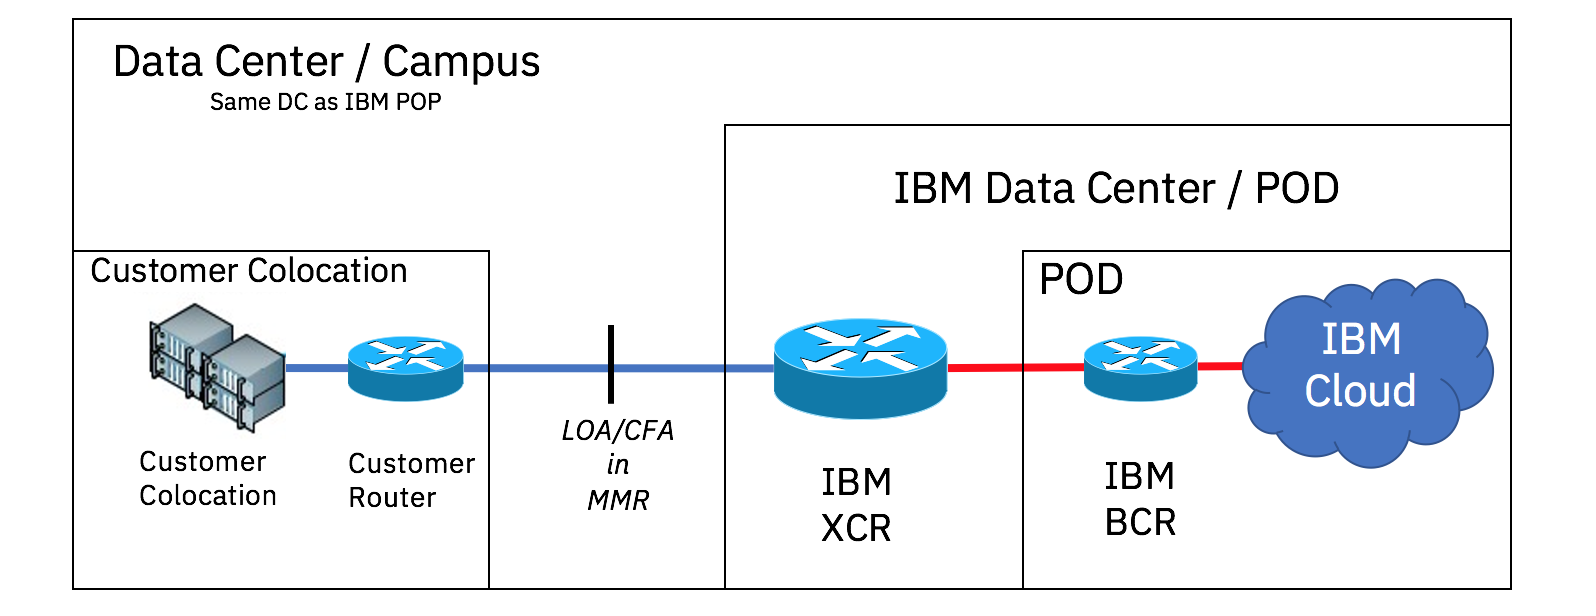 Data Center / Campus
Same DC as IBM POP
IBM Data Center / POD
Customer Colocation
POD
IBM
Cloud
LOA/CFA
in
MMR
Customer
Colocation
Customer
Router
IBM
XCR
IBM
BCR